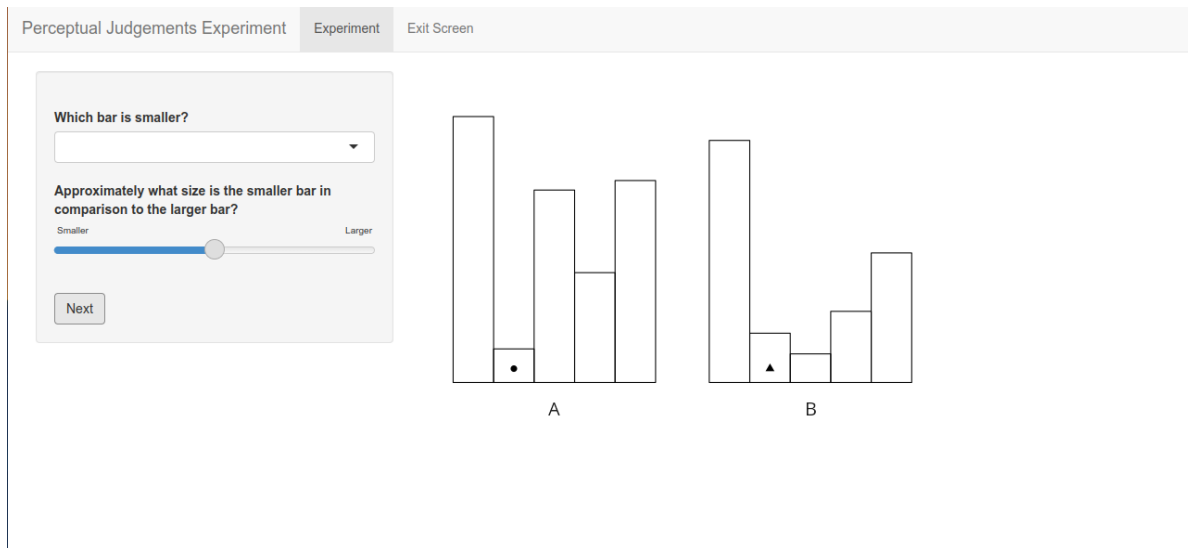 Perceptual Judgements Experiment Experiment Exit Screen
Which bar is smaller?
Approximately what size is the smaller bar in
comparison to the larger bar?
Smaller Larger
Next
A B